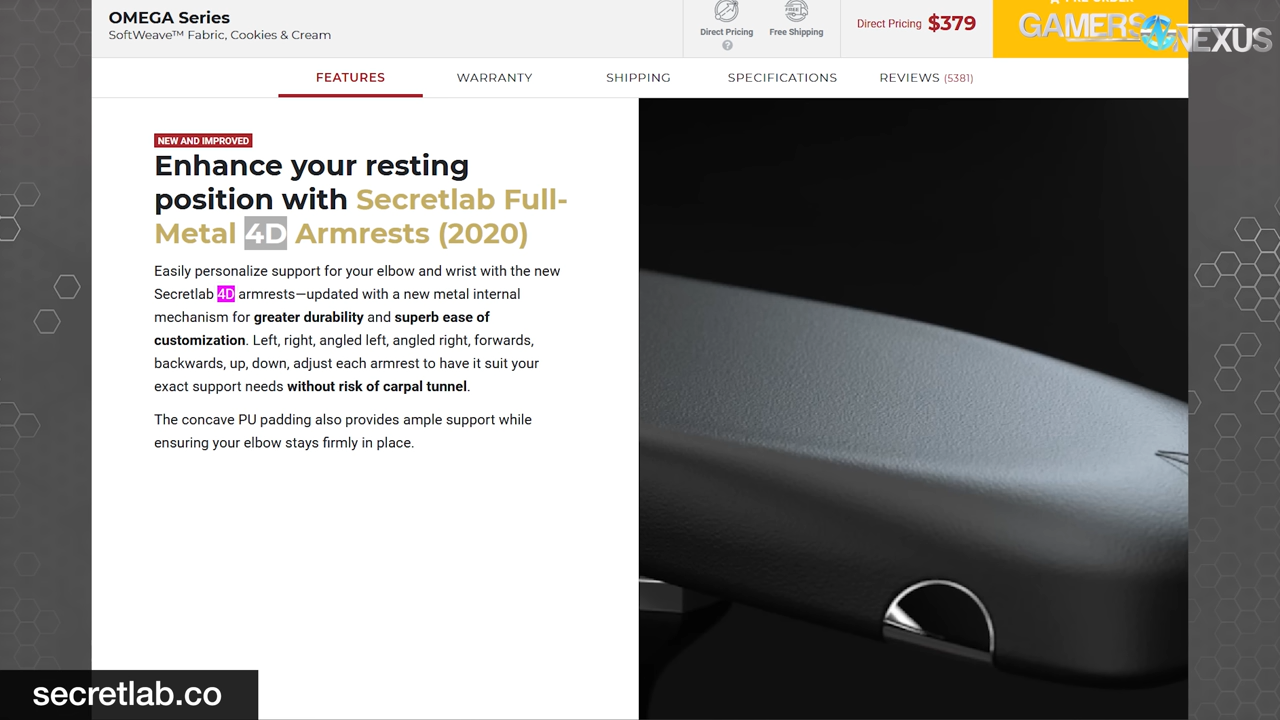 OMEGA Series
SoftWeave™ Fabric, Cookies & Cream
Direct Pricing
?
FREE
Free Shipping
Direct Pricing $379
GAMERS NEXUS
FEATURES
WARRANTY
SHIPPING
SPECIFICATIONS
REVIEWS (5381)
NEW AND IMPROVED
Enhance your resting
position with Secretlab Full-
Metal 4D Armrests (2020)
Easily personalize support for your elbow and wrist with the new
Secretlab 4D armrests—updated with a new metal internal
mechanism for greater durability and superb ease of
customization. Left, right, angled left, angled right, forwards,
backwards, up, down, adjust each armrest to have it suit your
exact support needs without risk of carpal tunnel.
The concave PU padding also provides ample support while
ensuring your elbow stays firmly in place.
secretlab.co